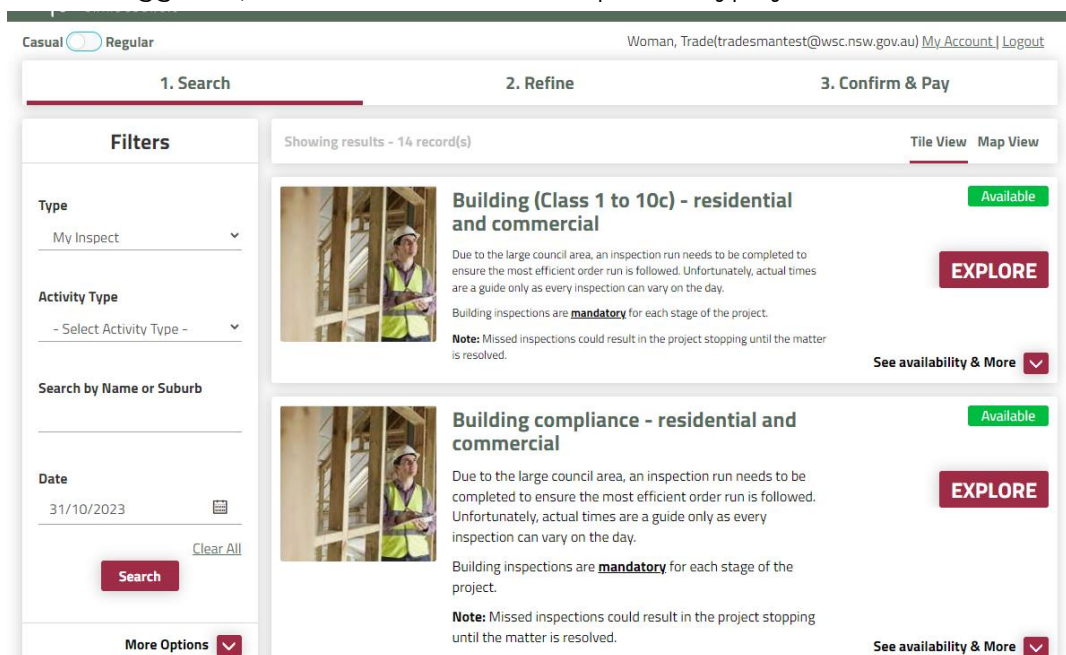 Casual Regular
Woman, Trade(tradesmantest@wsc.nsw.gov.au) My Account | Logout
1. Search
2. Refine
3. Confirm & Pay
Filters
Type
My Inspect
Activity Type
- Select Activity Type -
Search by Name or Suburb
Date
31/10/2023
Clear All
Search
More Options
Showing results - 14 record(s)
Tile View Map View
Building (Class 1 to 10c) - residential
and commercial
Due to the large council area, an inspection run needs to be completed to
ensure the most efficient order run is followed. Unfortunately, actual times
are a guide only as every inspection can vary on the day.
Building inspections are mandatory for each stage of the project.
Note: Missed inspections could result in the project stopping until the matter
is resolved.
Available
EXPLORE
See availability & More
Building compliance - residential and
commercial
Due to the large council area, an inspection run needs to be
completed to ensure the most efficient order run is followed.
Unfortunately, actual times are a guide only as every
inspection can vary on the day.
Building inspections are mandatory for each stage of the
project.
Note: Missed inspections could result in the project stopping
until the matter is resolved.
Available
EXPLORE
See availability & More